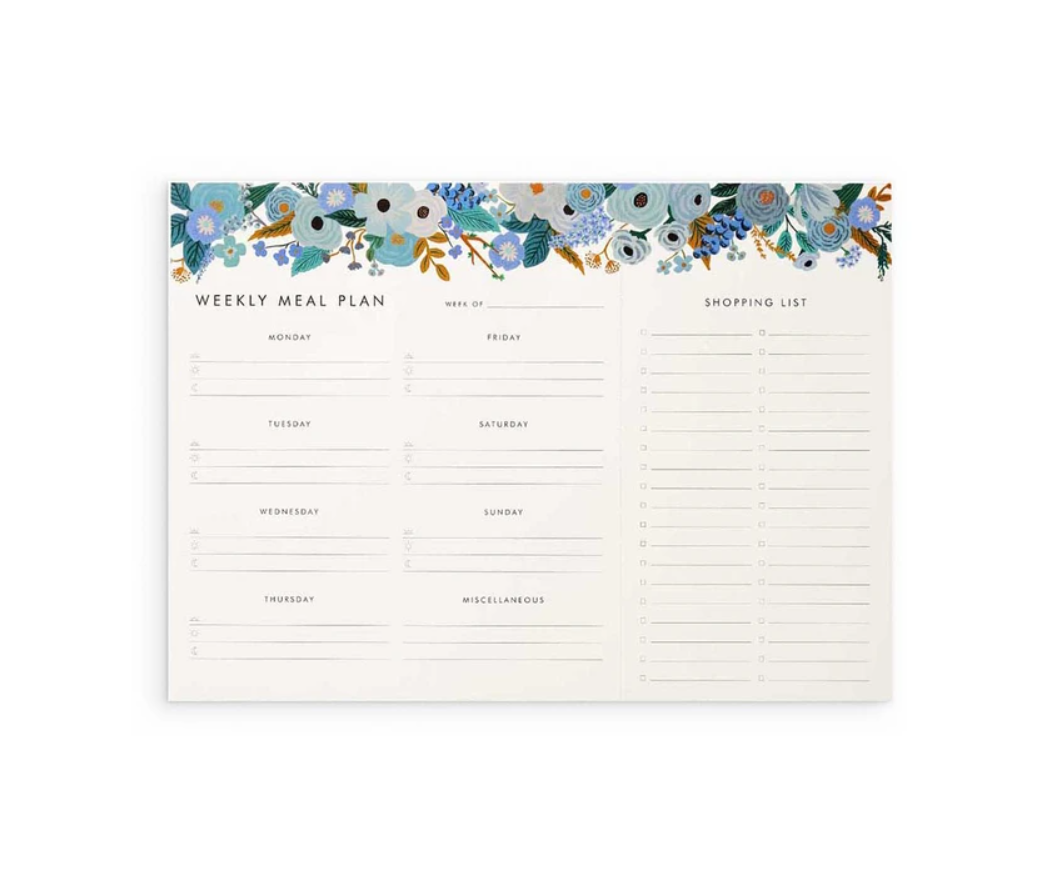 WEEKLY MEAL PLAN
WEEK OF
MONDAY
TUESDAY
WEDNESDAY
THURSDAY
FRIDAY
SATURDAY
SUNDAY
MISCELLANEOUS
SHOPPING LIST